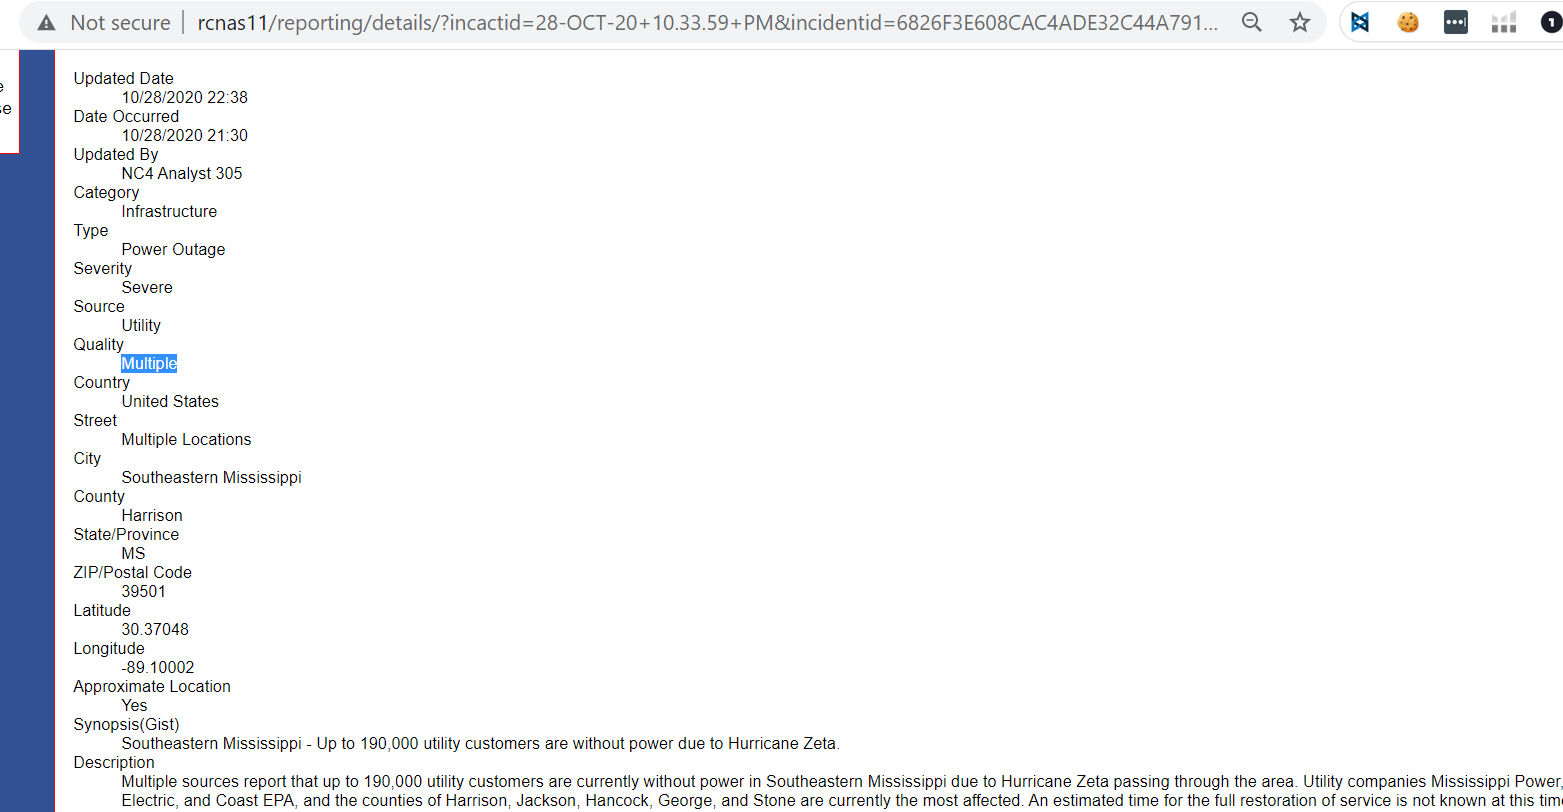 Not secure rcnas11/reporting/details/?incactid=28-OCT-20+10.33.59+PM&incidentid=6826F3E608CAC4ADE32C44A791...
1
e
se
Updated Date
10/28/2020 22:38
Date Occurred
10/28/2020 21:30
Updated By
NC4 Analyst 305
Category
Infrastructure
Type
Power Outage
Severity
Severe
Source
Utility
Quality
Multiple
Country
United States
Street
Multiple Locations
City
Southeastern Mississippi
County
Harrison
State/Province
MS
ZIP/Postal Code
39501
Latitude
30.37048
Longitude
-89.10002
Approximate Location
Yes
Synopsis(Gist)
Southeastern Mississippi - Up to 190,000 utility customers are without power due to Hurricane Zeta.
Description
Multiple sources report that up to 190,000 utility customers are currently without power in Southeastern Mississippi due to Hurricane Zeta passing through the area. Utility companies Mississippi Power,
Electric, and Coast EPA, and the counties of Harrison, Jackson, Hancock, George, and Stone are currently the most affected. An estimated time for the full restoration of service is not known at this tim